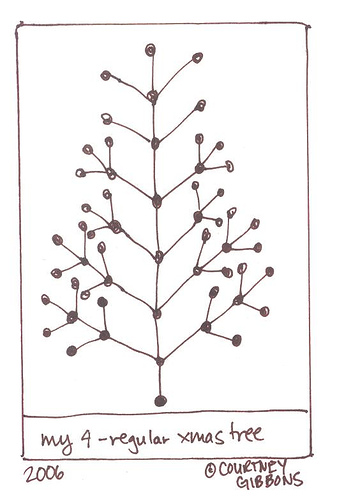 my 4-regular xmas tree
2006
© COURTNEY
GIBBONS